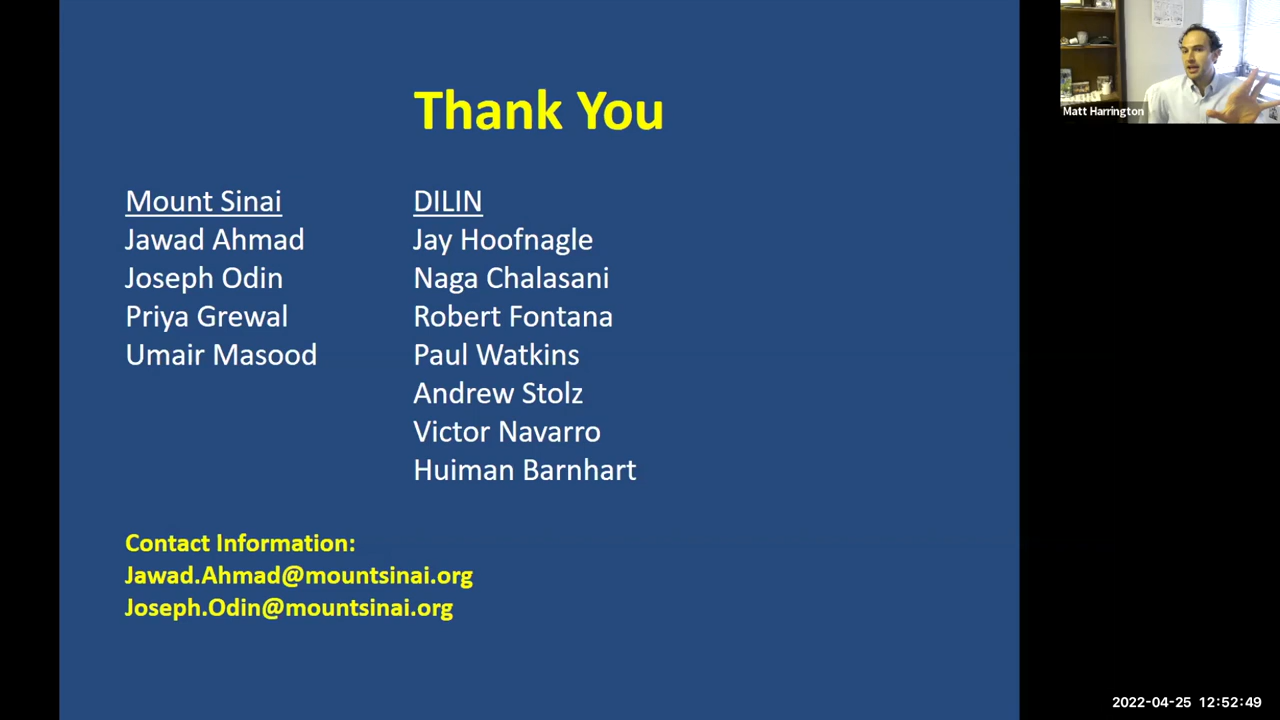 Thank You
Mount Sinai
Jawad Ahmad
Joseph Odin
Priya Grewal
Umair Masood
DILIN
Jay Hoofnagle
Naga Chalasani
Robert Fontana
Paul Watkins
Andrew Stolz
Victor Navarro
Huiman Barnhart
Contact Information:
Jawad.Ahmad@mountsinai.org
Joseph.Odin@mountsinai.org
Matt Harrington
2022-04-25 12:52:49